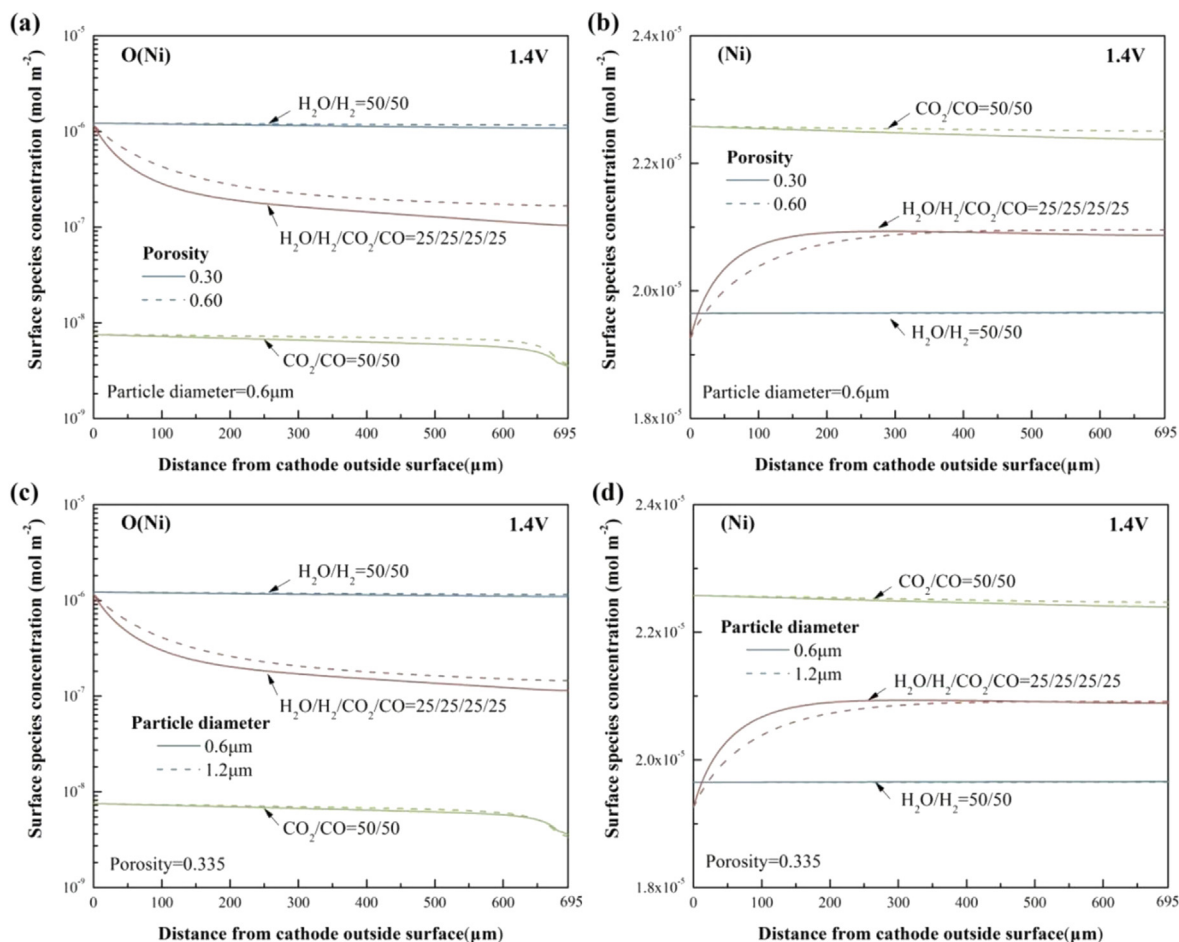 (a)
O(Ni)
1.4V
H₂O/H₂=50/50
H₂O/H₂/CO₂/CO=25/25/25/25
Porosity
0.30
0.60
CO₂/CO=50/50
Particle diameter=0.6μm
10⁻⁵
10⁻⁶
10⁻⁷
10⁻⁸
10⁻⁹
0 100 200 300 400 500 600 695
Surface species concentration (mol m⁻²)
Distance from cathode outside surface(μm)
(b)
(Ni)
1.4V
CO₂/CO=50/50
Porosity
0.30
0.60
H₂O/H₂/CO₂/CO=25/25/25/25
H₂O/H₂=50/50
Particle diameter=0.6μm
2.4x10⁻⁵
2.2x10⁻⁵
2.0x10⁻⁵
1.8x10⁻⁵
0 100 200 300 400 500 600 695
Surface species concentration (mol m⁻²)
Distance from cathode outside surface(μm)
(c)
O(Ni)
1.4V
H₂O/H₂=50/50
H₂O/H₂/CO₂/CO=25/25/25/25
Particle diameter
0.6μm
1.2μm
CO₂/CO=50/50
Porosity=0.335
10⁻⁵
10⁻⁶
10⁻⁷
10⁻⁸
10⁻⁹
0 100 200 300 400 500 600 695
Surface species concentration (mol m⁻²)
Distance from cathode outside surface(μm)
(d)
(Ni)
1.4V
CO₂/CO=50/50
Particle diameter
0.6μm
1.2μm
H₂O/H₂/CO₂/CO=25/25/25/25
H₂O/H₂=50/50
Porosity=0.335
2.4x10⁻⁵
2.2x10⁻⁵
2.0x10⁻⁵
1.8x10⁻⁵
0 100 200 300 400 500 600 695
Surface species concentration (mol m⁻²)
Distance from cathode outside surface(μm)